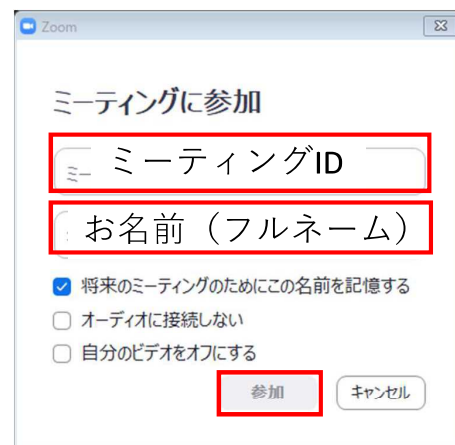 Zoom
ミーティングに参加
ミーティングID
お名前（フルネーム）
将来のミーティングのためにこの名前を記憶する
オーディオに接続しない
自分のビデオをオフにする
参加 キャンセル